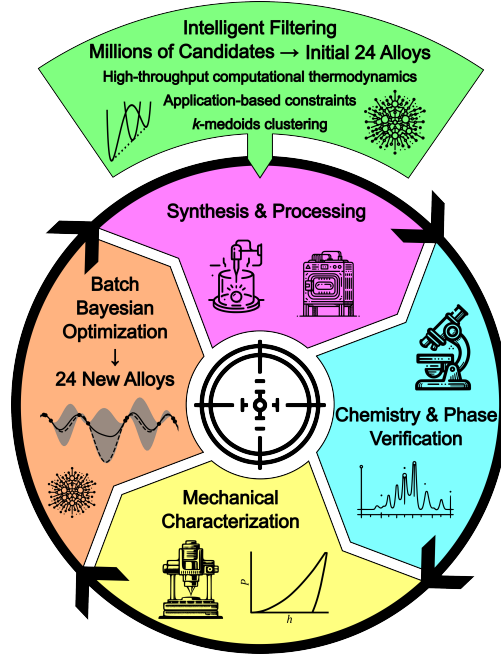 Intelligent Filtering
Millions of Candidates → Initial 24 Alloys
High-throughput computational thermodynamics
Application-based constraints
k-medoids clustering
Synthesis & Processing
Batch
Bayesian
Optimization
↓
24 New Alloys
Chemistry & Phase
Verification
Mechanical
Characterization
P
h